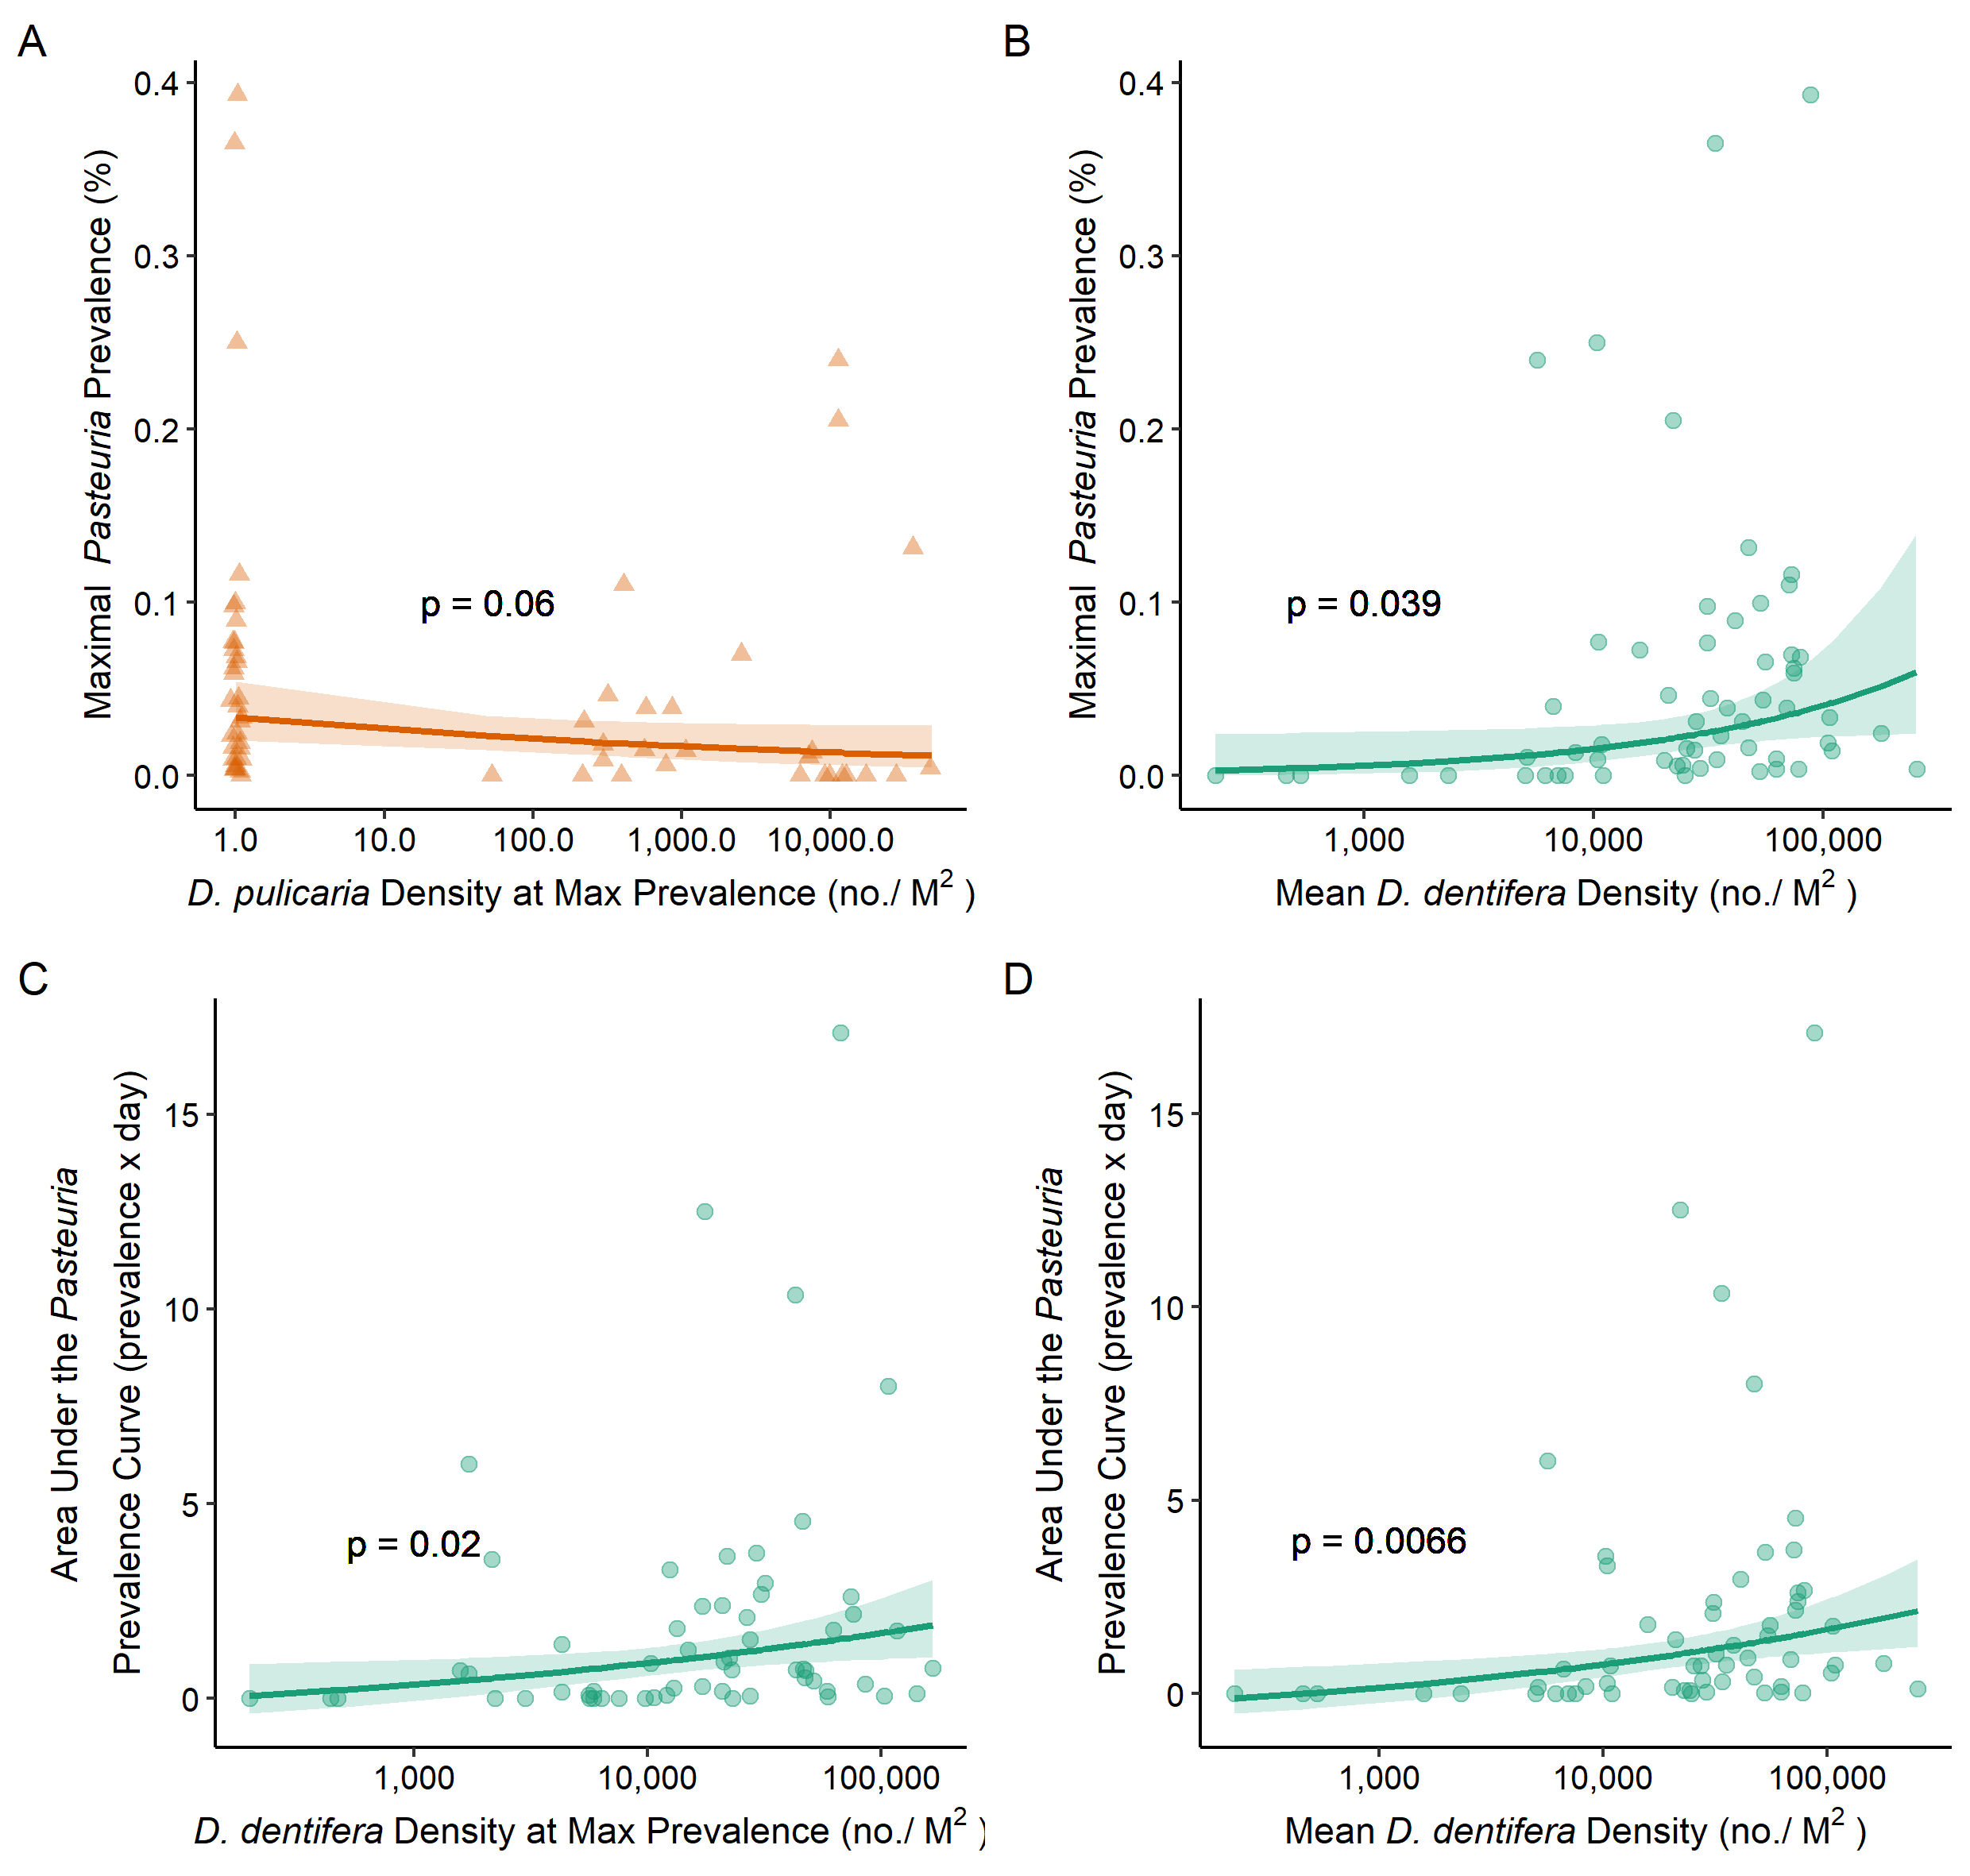 A
Maximal Pasteuria Prevalence (%)
0.4
0.3
0.2
0.1
0.0
p = 0.06
1.0 10.0 100.0 1,000.0 10,000.0
D. pulicaria Density at Max Prevalence (no./ M² )
B
Maximal Pasteuria Prevalence (%)
0.4
0.3
0.2
0.1
0.0
p = 0.039
1,000 10,000 100,000
Mean D. dentifera Density (no./ M² )
C
Area Under the Pasteuria
Prevalence Curve (prevalence x day)
15
10
5
0
p = 0.02
1,000 10,000 100,000
D. dentifera Density at Max Prevalence (no./ M² )
D
Area Under the Pasteuria
Prevalence Curve (prevalence x day)
15
10
5
0
p = 0.0066
1,000 10,000 100,000
Mean D. dentifera Density (no./ M² )